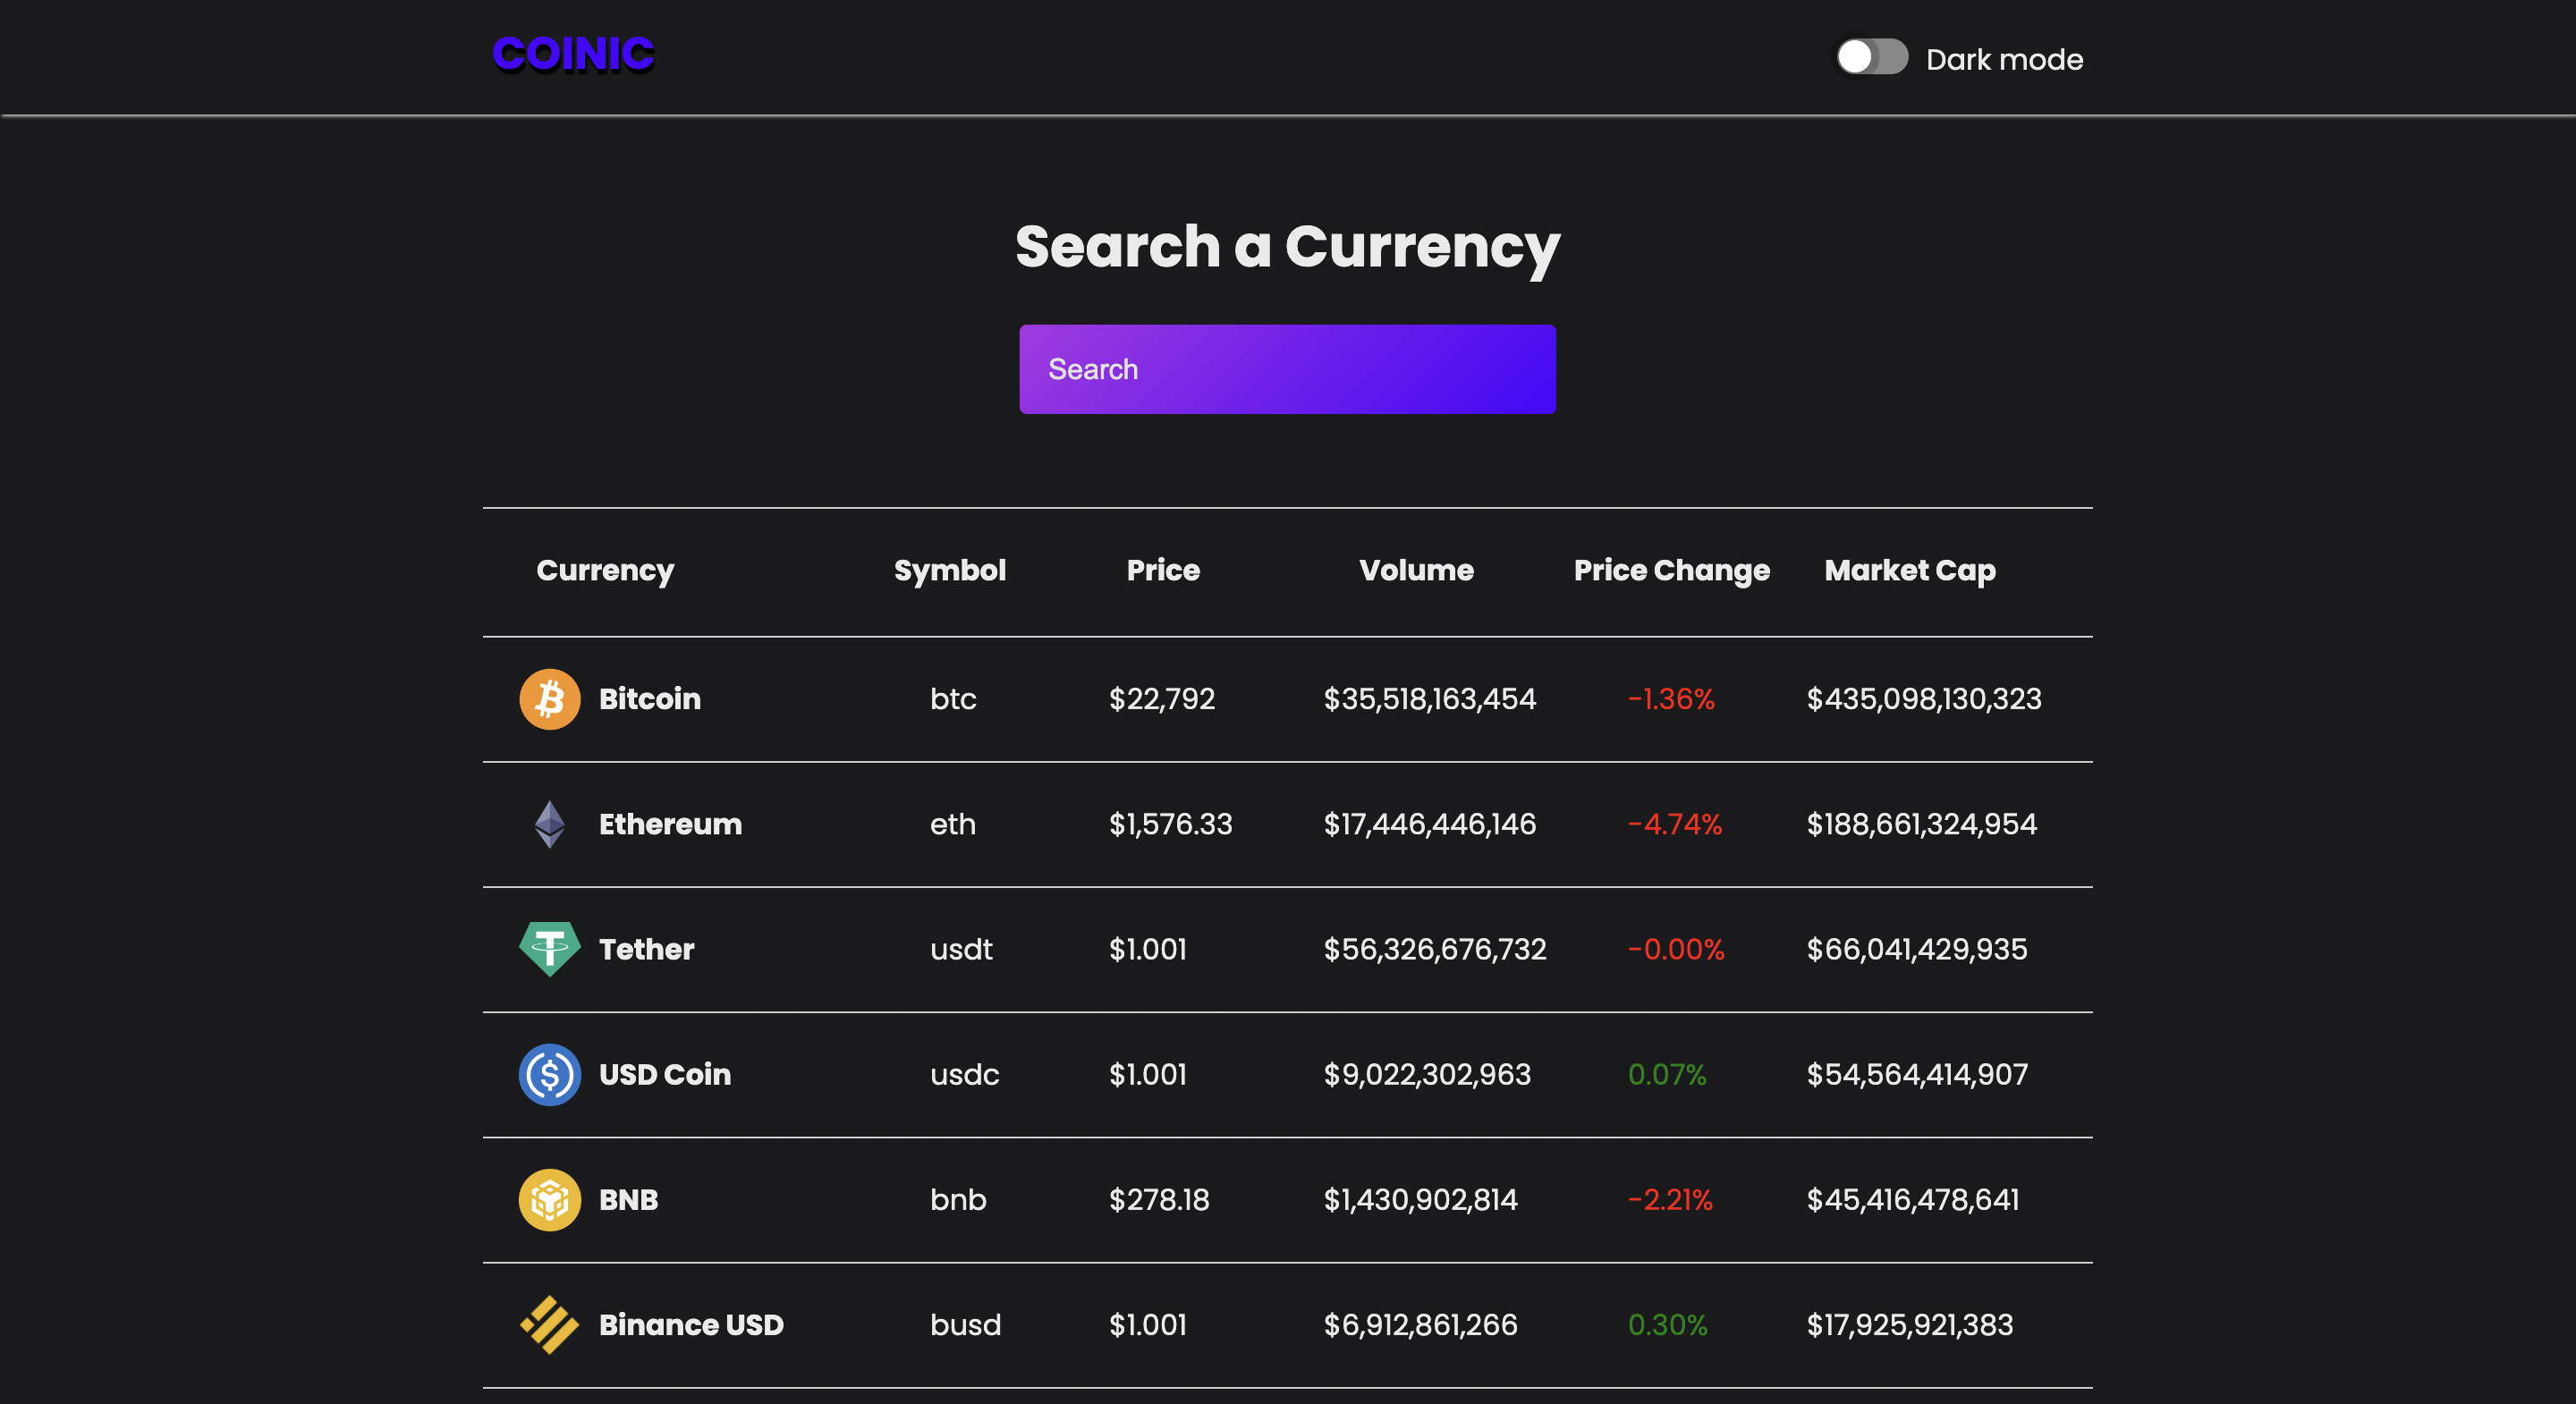 COINIC Dark mode
Search a Currency
Search
Currency Symbol Price Volume Price Change Market Cap
Bitcoin btc $22,792 $35,518,163,454 -1.36% $435,098,130,323
Ethereum eth $1,576.33 $17,446,446,146 -4.74% $188,661,324,954
Tether usdt $1.001 $56,326,676,732 -0.00% $66,041,429,935
USD Coin usdc $1.001 $9,022,302,963 0.07% $54,564,414,907
BNB bnb $278.18 $1,430,902,814 -2.21% $45,416,478,641
Binance USD busd $1.001 $6,912,861,266 0.30% $17,925,921,383